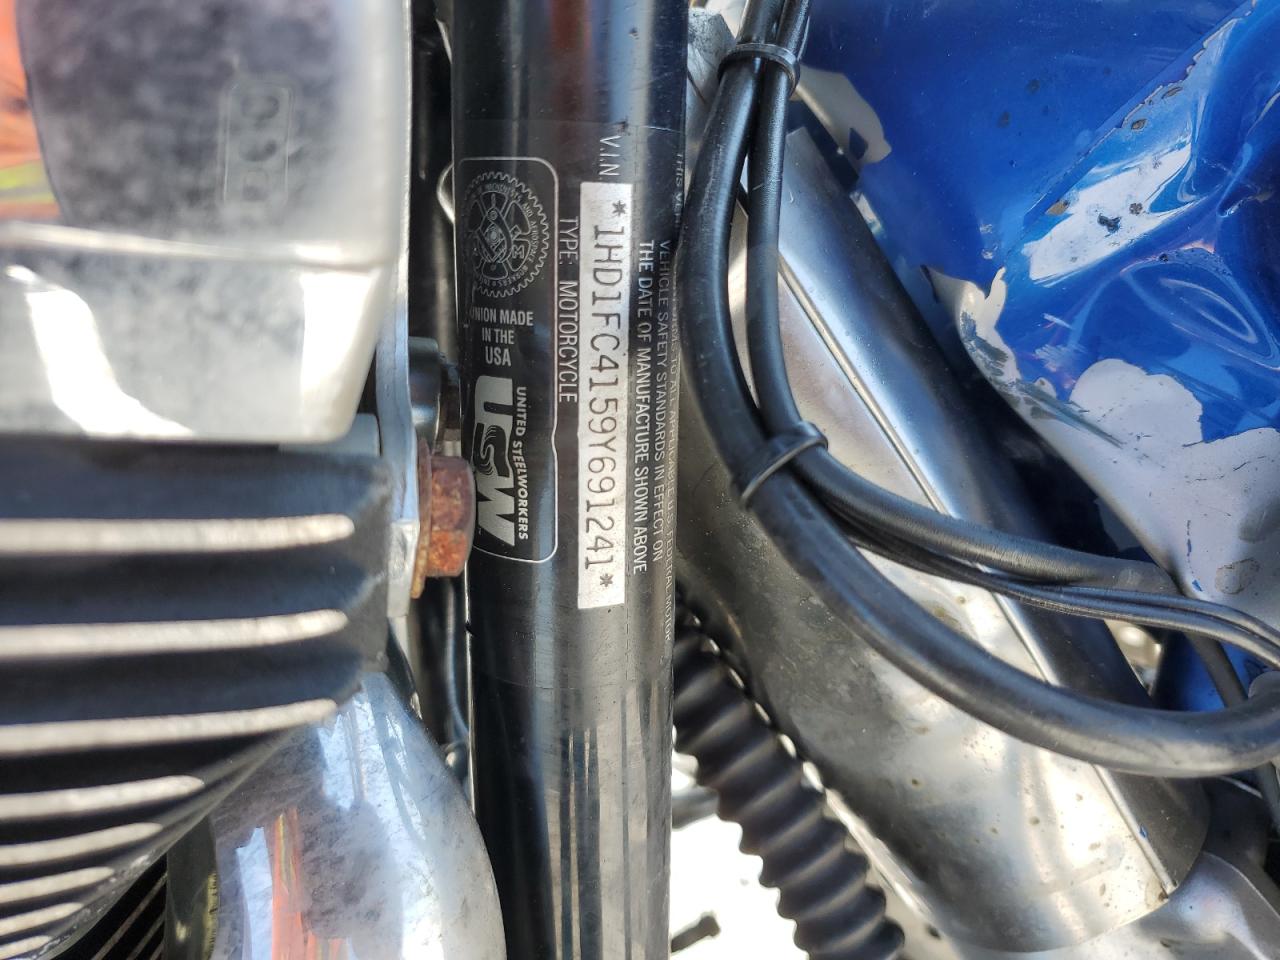 THE DATE OF MANUFACTURE SHOWN ABOVE
VEHICLE SAFETY STANDARDS IN EFFECT ON
V.I.N.
*1HD1FC4159Y691241*
TYPE: MOTORCYCLE
UNION MADE
IN THE
USA
UNITED STEELWORKERS
USW